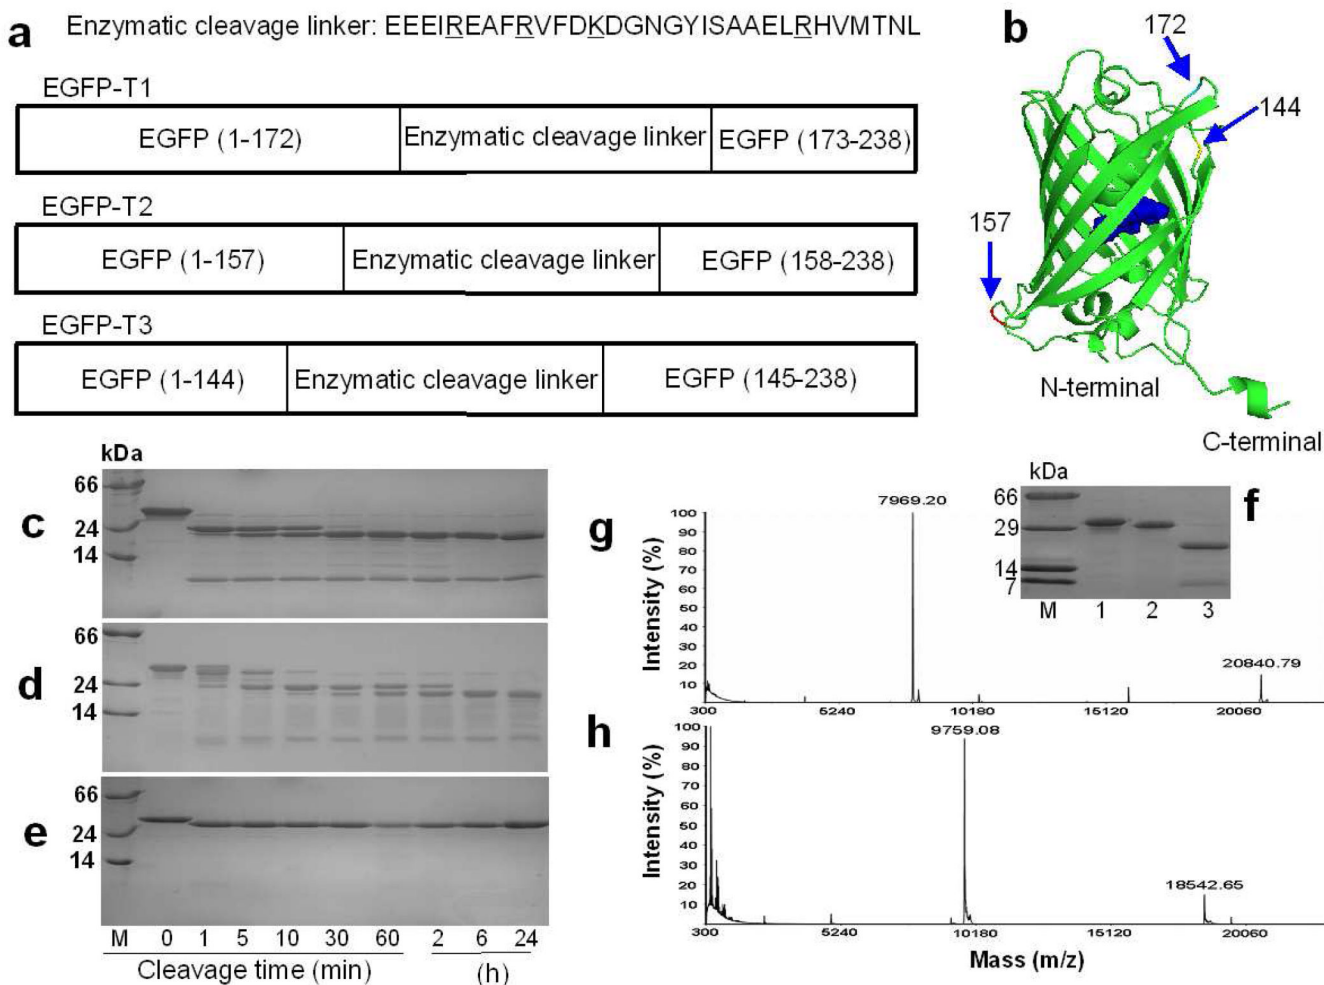 a Enzymatic cleavage linker: EEEIREAFRVFDKDGNGYISAAELRHVMTNL
EGFP-T1
EGFP (1-172) Enzymatic cleavage linker EGFP (173-238)
EGFP-T2
EGFP (1-157) Enzymatic cleavage linker EGFP (158-238)
EGFP-T3
EGFP (1-144) Enzymatic cleavage linker EGFP (145-238)
b
172
144
157
N-terminal
C-terminal
kDa
c
66
24
14
d
66
24
14
e
66
24
14
M 0 1 5 10 30 60 2 6 24
Cleavage time (min) (h)
g
7969.20
20840.79
Intensity (%)
100
90
80
70
60
50
40
30
20
10
300 5240 10180 15120 20060
f
kDa
66
29
14
7
M 1 2 3
h
9759.08
18542.65
Intensity (%)
100
90
80
70
60
50
40
30
20
10
300 5240 10180 15120 20060
Mass (m/z)